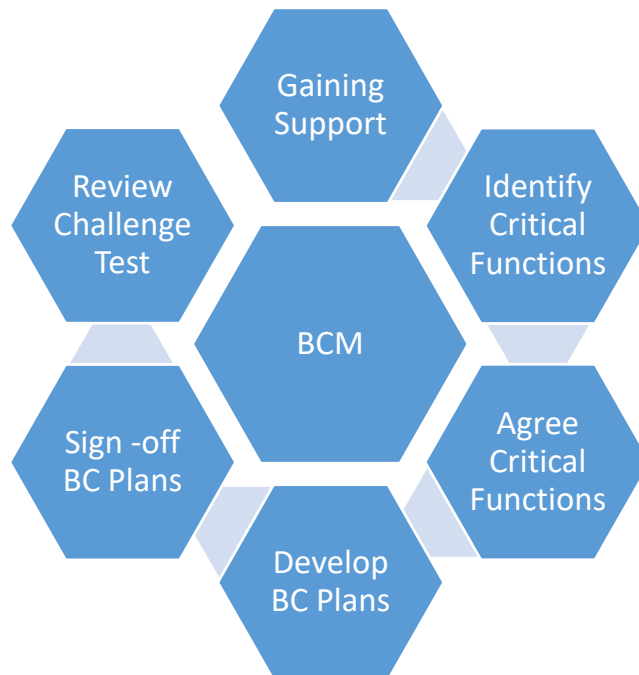 Gaining
Support
Identify
Critical
Functions
Agree
Critical
Functions
Develop
BC Plans
Sign -off
BC Plans
Review
Challenge
Test
BCM